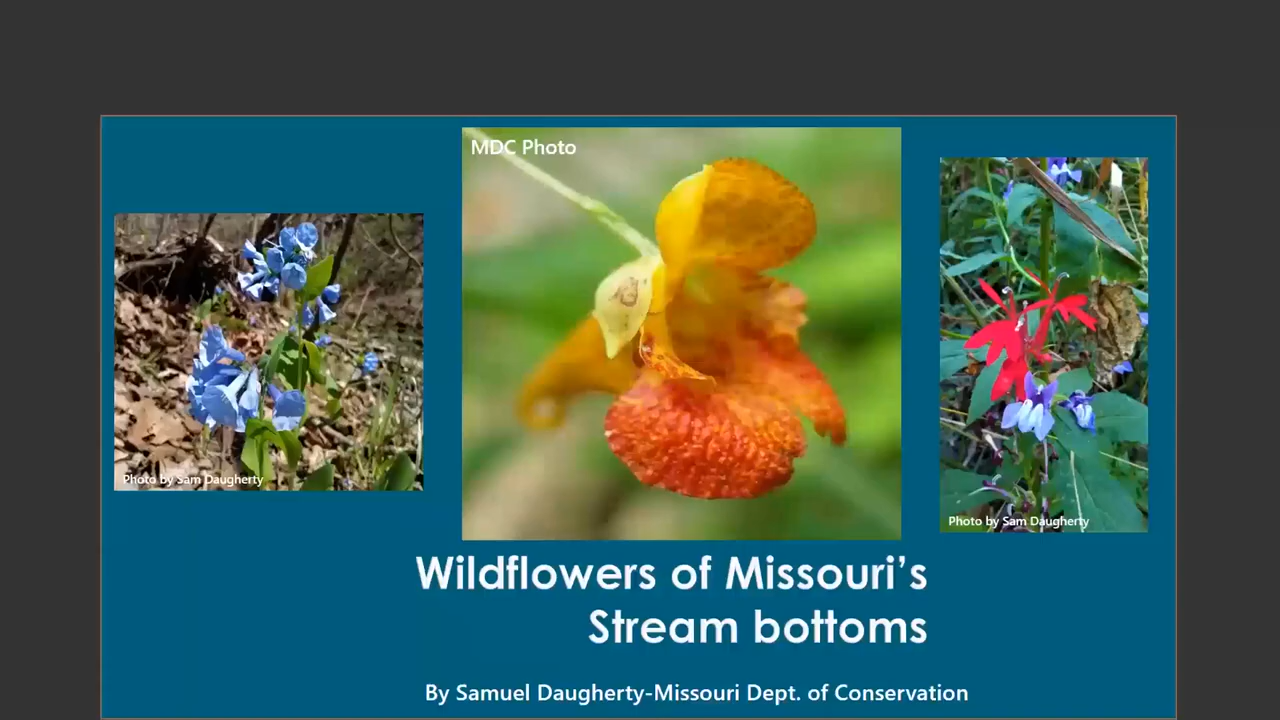 MDC Photo
Photo by Sam Daugherty
Photo by Sam Daugherty
Wildflowers of Missouri’s
Stream bottoms
By Samuel Daugherty-Missouri Dept. of Conservation